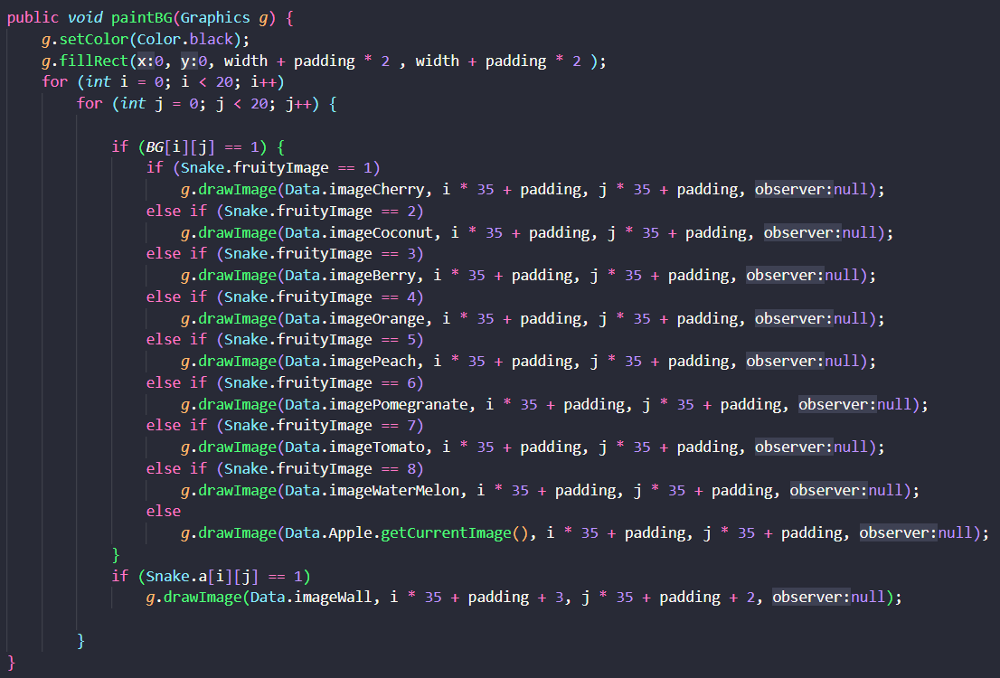 public void paintBG(Graphics g) {
g.setColor(Color.black);
g.fillRect(x:0, y:0, width + padding * 2 , width + padding * 2 );
for (int i = 0; i < 20; i++)
for (int j = 0; j < 20; j++) {
if (BG[i][j] == 1) {
if (Snake.fruityImage == 1)
g.drawImage(Data.imageCherry, i * 35 + padding, j * 35 + padding, observer:null);
else if (Snake.fruityImage == 2)
g.drawImage(Data.imageCoconut, i * 35 + padding, j * 35 + padding, observer:null);
else if (Snake.fruityImage == 3)
g.drawImage(Data.imageBerry, i * 35 + padding, j * 35 + padding, observer:null);
else if (Snake.fruityImage == 4)
g.drawImage(Data.imageOrange, i * 35 + padding, j * 35 + padding, observer:null);
else if (Snake.fruityImage == 5)
g.drawImage(Data.imagePeach, i * 35 + padding, j * 35 + padding, observer:null);
else if (Snake.fruityImage == 6)
g.drawImage(Data.imagePomegranate, i * 35 + padding, j * 35 + padding, observer:null);
else if (Snake.fruityImage == 7)
g.drawImage(Data.imageTomato, i * 35 + padding, j * 35 + padding, observer:null);
else if (Snake.fruityImage == 8)
g.drawImage(Data.imageWaterMelon, i * 35 + padding, j * 35 + padding, observer:null);
else
g.drawImage(Data.Apple.getCurrentImage(), i * 35 + padding, j * 35 + padding, observer:null);
}
if (Snake.a[i][j] == 1)
g.drawImage(Data.imageWall, i * 35 + padding + 3, j * 35 + padding + 2, observer:null);
}
}